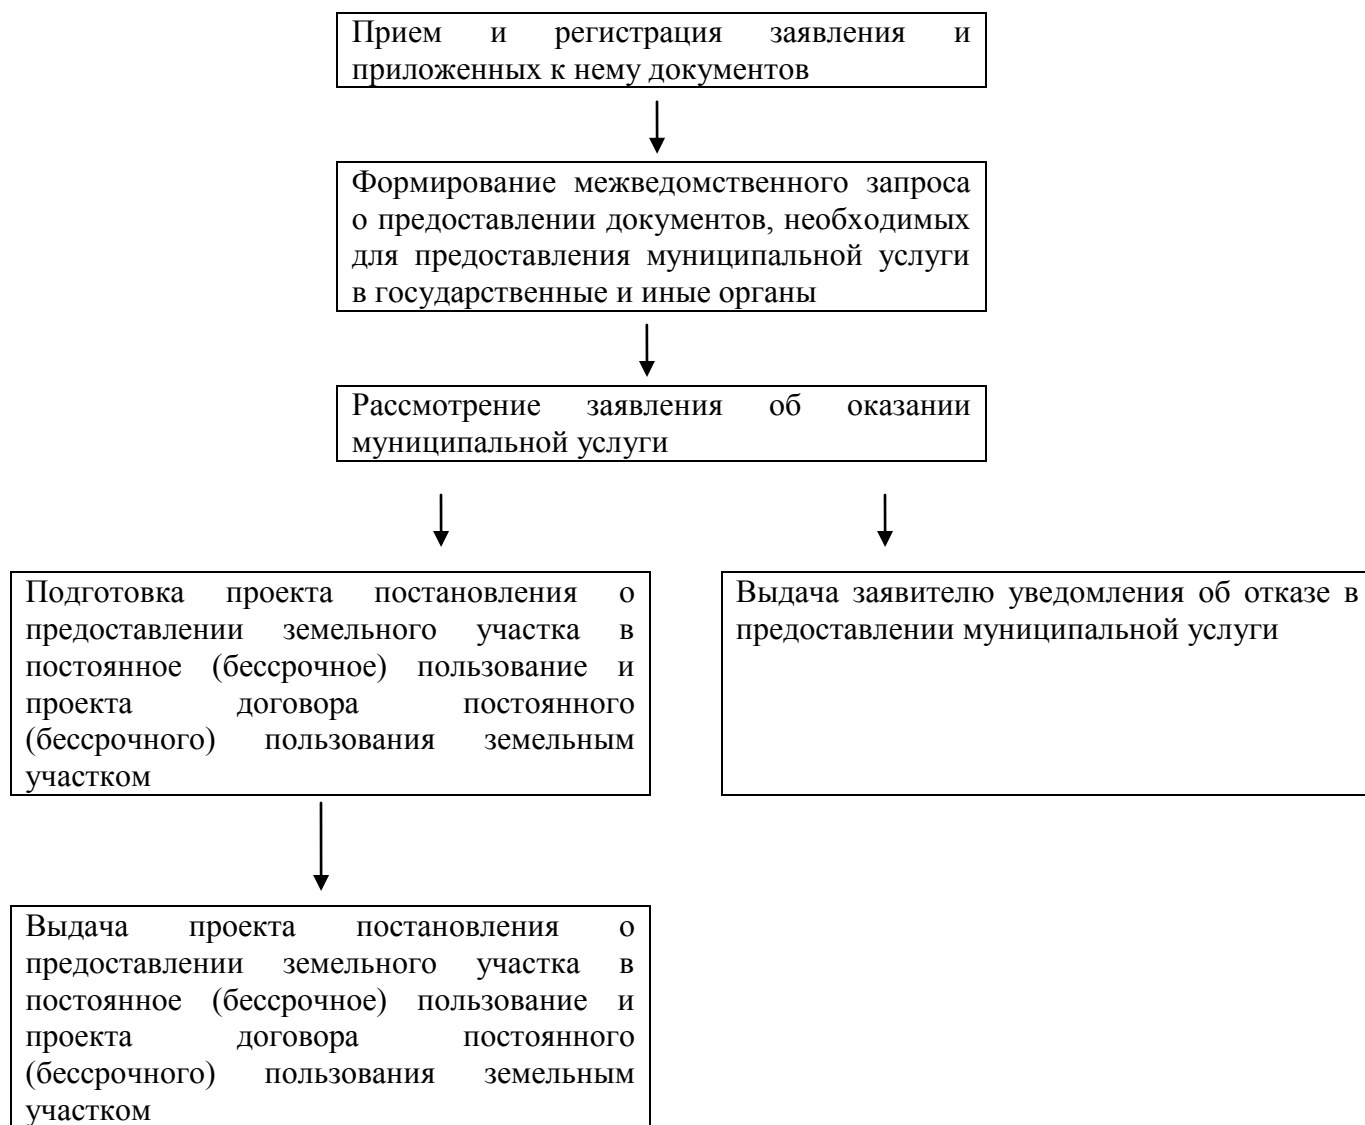 Прием и регистрация заявления и
приложенных к нему документов
Формирование межведомственного запроса
о предоставлении документов, необходимых
для предоставления муниципальной услуги
в государственные и иные органы
Рассмотрение заявления об оказании
муниципальной услуги
Подготовка проекта постановления о
предоставлении земельного участка в
постоянное (бессрочное) пользование и
проекта договора постоянного
(бессрочного) пользования земельным
участком
Выдача заявителю уведомления об отказе в
предоставлении муниципальной услуги
Выдача проекта постановления о
предоставлении земельного участка в
постоянное (бессрочное) пользование и
проекта договора постоянного
(бессрочного) пользования земельным
участком